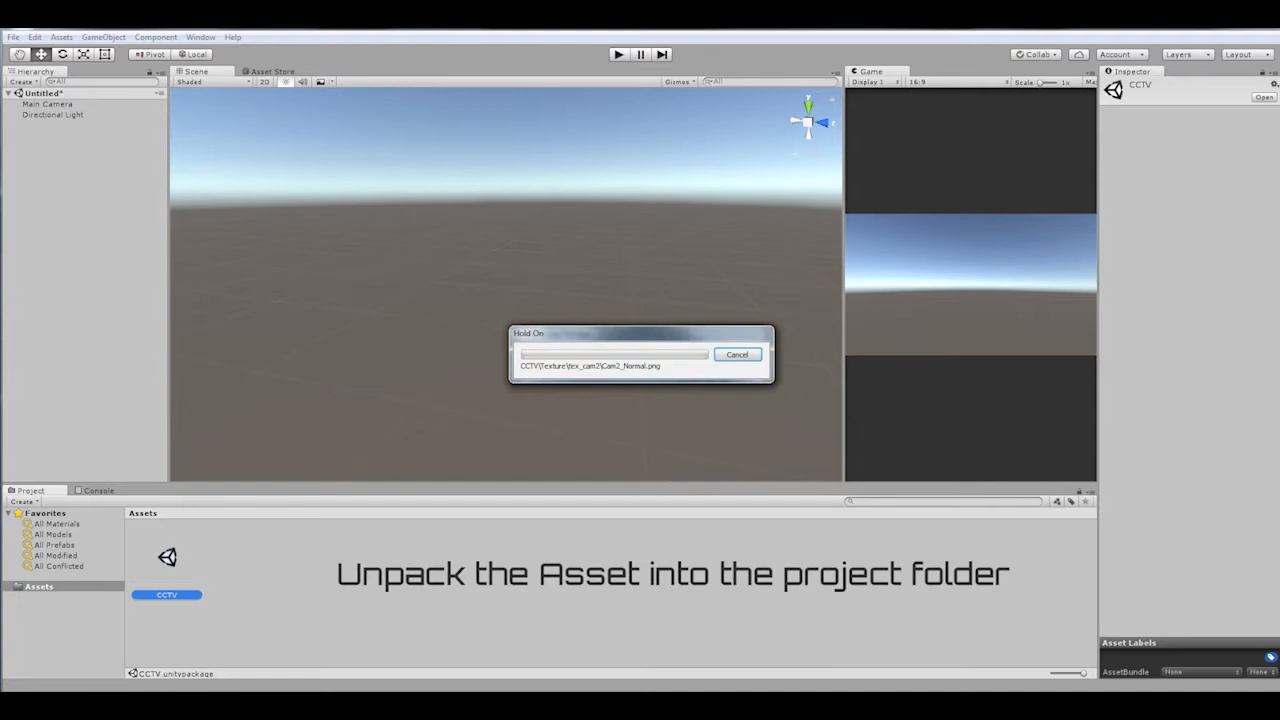 File Edit Assets GameObject Component Window Help
Pivot Local Collab Account Layers Layout
Hierarchy Scene Asset Store Game Inspector
Create All Shaded 2D Gizmos All Display 1 16:9 Scale 1x Ma CCTV
Open
Untitled*
Main Camera
Directional Light
Hold On
Cancel
CCTV\Texture\tex_cam2\Cam2_Normal.png
Project Console
Create
Favorites Assets
All Materials
All Models
All Prefabs
All Modified
All Conflicted
Assets
CCTV
Unpack the Asset into the project folder
CCTV.unitypackage
Asset Labels
AssetBundle None None